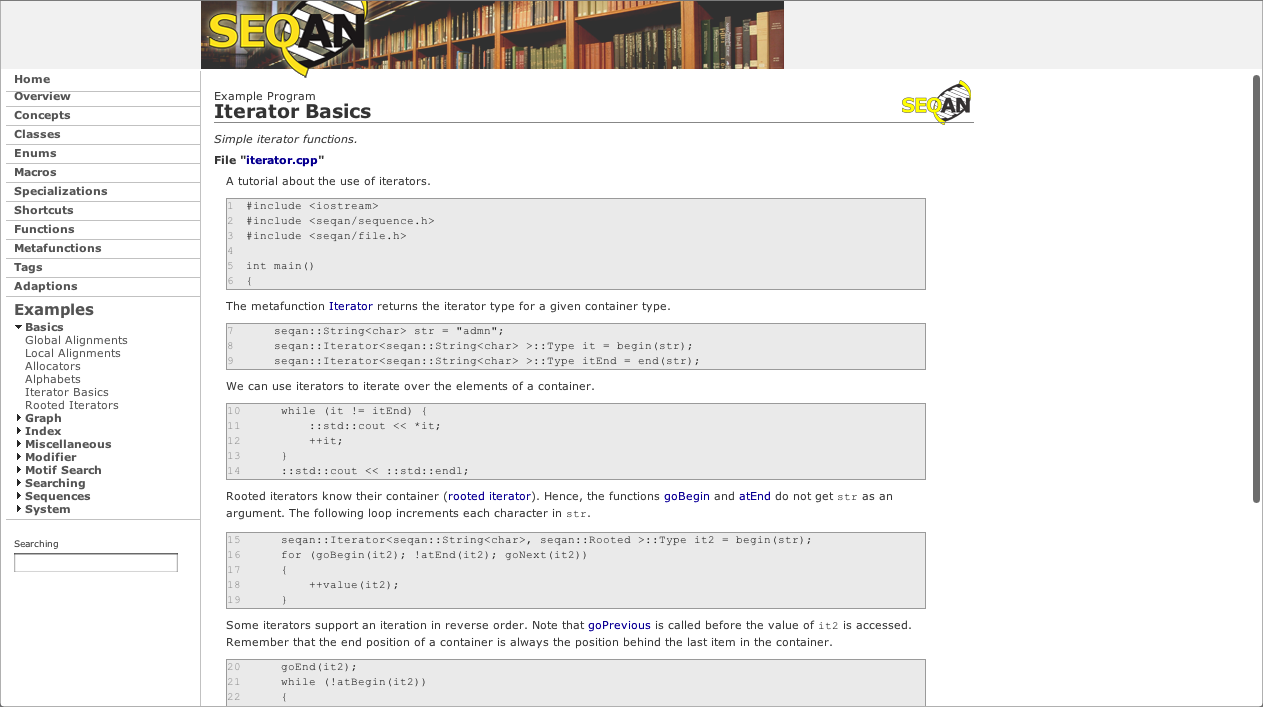 SEQAN
Home
Overview
Concepts
Classes
Enums
Macros
Specializations
Shortcuts
Functions
Metafunctions
Tags
Adaptions
Examples
Basics
Global Alignments
Local Alignments
Allocators
Alphabets
Iterator Basics
Rooted Iterators
Graph
Index
Miscellaneous
Modifier
Motif Search
Searching
Sequences
System
Searching
Example Program
Iterator Basics
SEQAN
Simple iterator functions.
File "iterator.cpp"
A tutorial about the use of iterators.
1 #include <iostream>
2 #include <seqan/sequence.h>
3 #include <seqan/file.h>
4
5 int main()
6 {
The metafunction Iterator returns the iterator type for a given container type.
7 seqan::String<char> str = "admn";
8 seqan::Iterator<seqan::String<char> >::Type it = begin(str);
9 seqan::Iterator<seqan::String<char> >::Type itEnd = end(str);
We can use iterators to iterate over the elements of a container.
10 while (it != itEnd) {
11 ::std::cout << *it;
12 ++it;
13 }
14 ::std::cout << ::std::endl;
Rooted iterators know their container (rooted iterator). Hence, the functions goBegin and atEnd do not get str as an
argument. The following loop increments each character in str.
15 seqan::Iterator<seqan::String<char>, seqan::Rooted >::Type it2 = begin(str);
16 for (goBegin(it2); !atEnd(it2); goNext(it2))
17 {
18 ++value(it2);
19 }
Some iterators support an iteration in reverse order. Note that goPrevious is called before the value of it2 is accessed.
Remember that the end position of a container is always the position behind the last item in the container.
20 goEnd(it2);
21 while (!atBegin(it2))
22 {